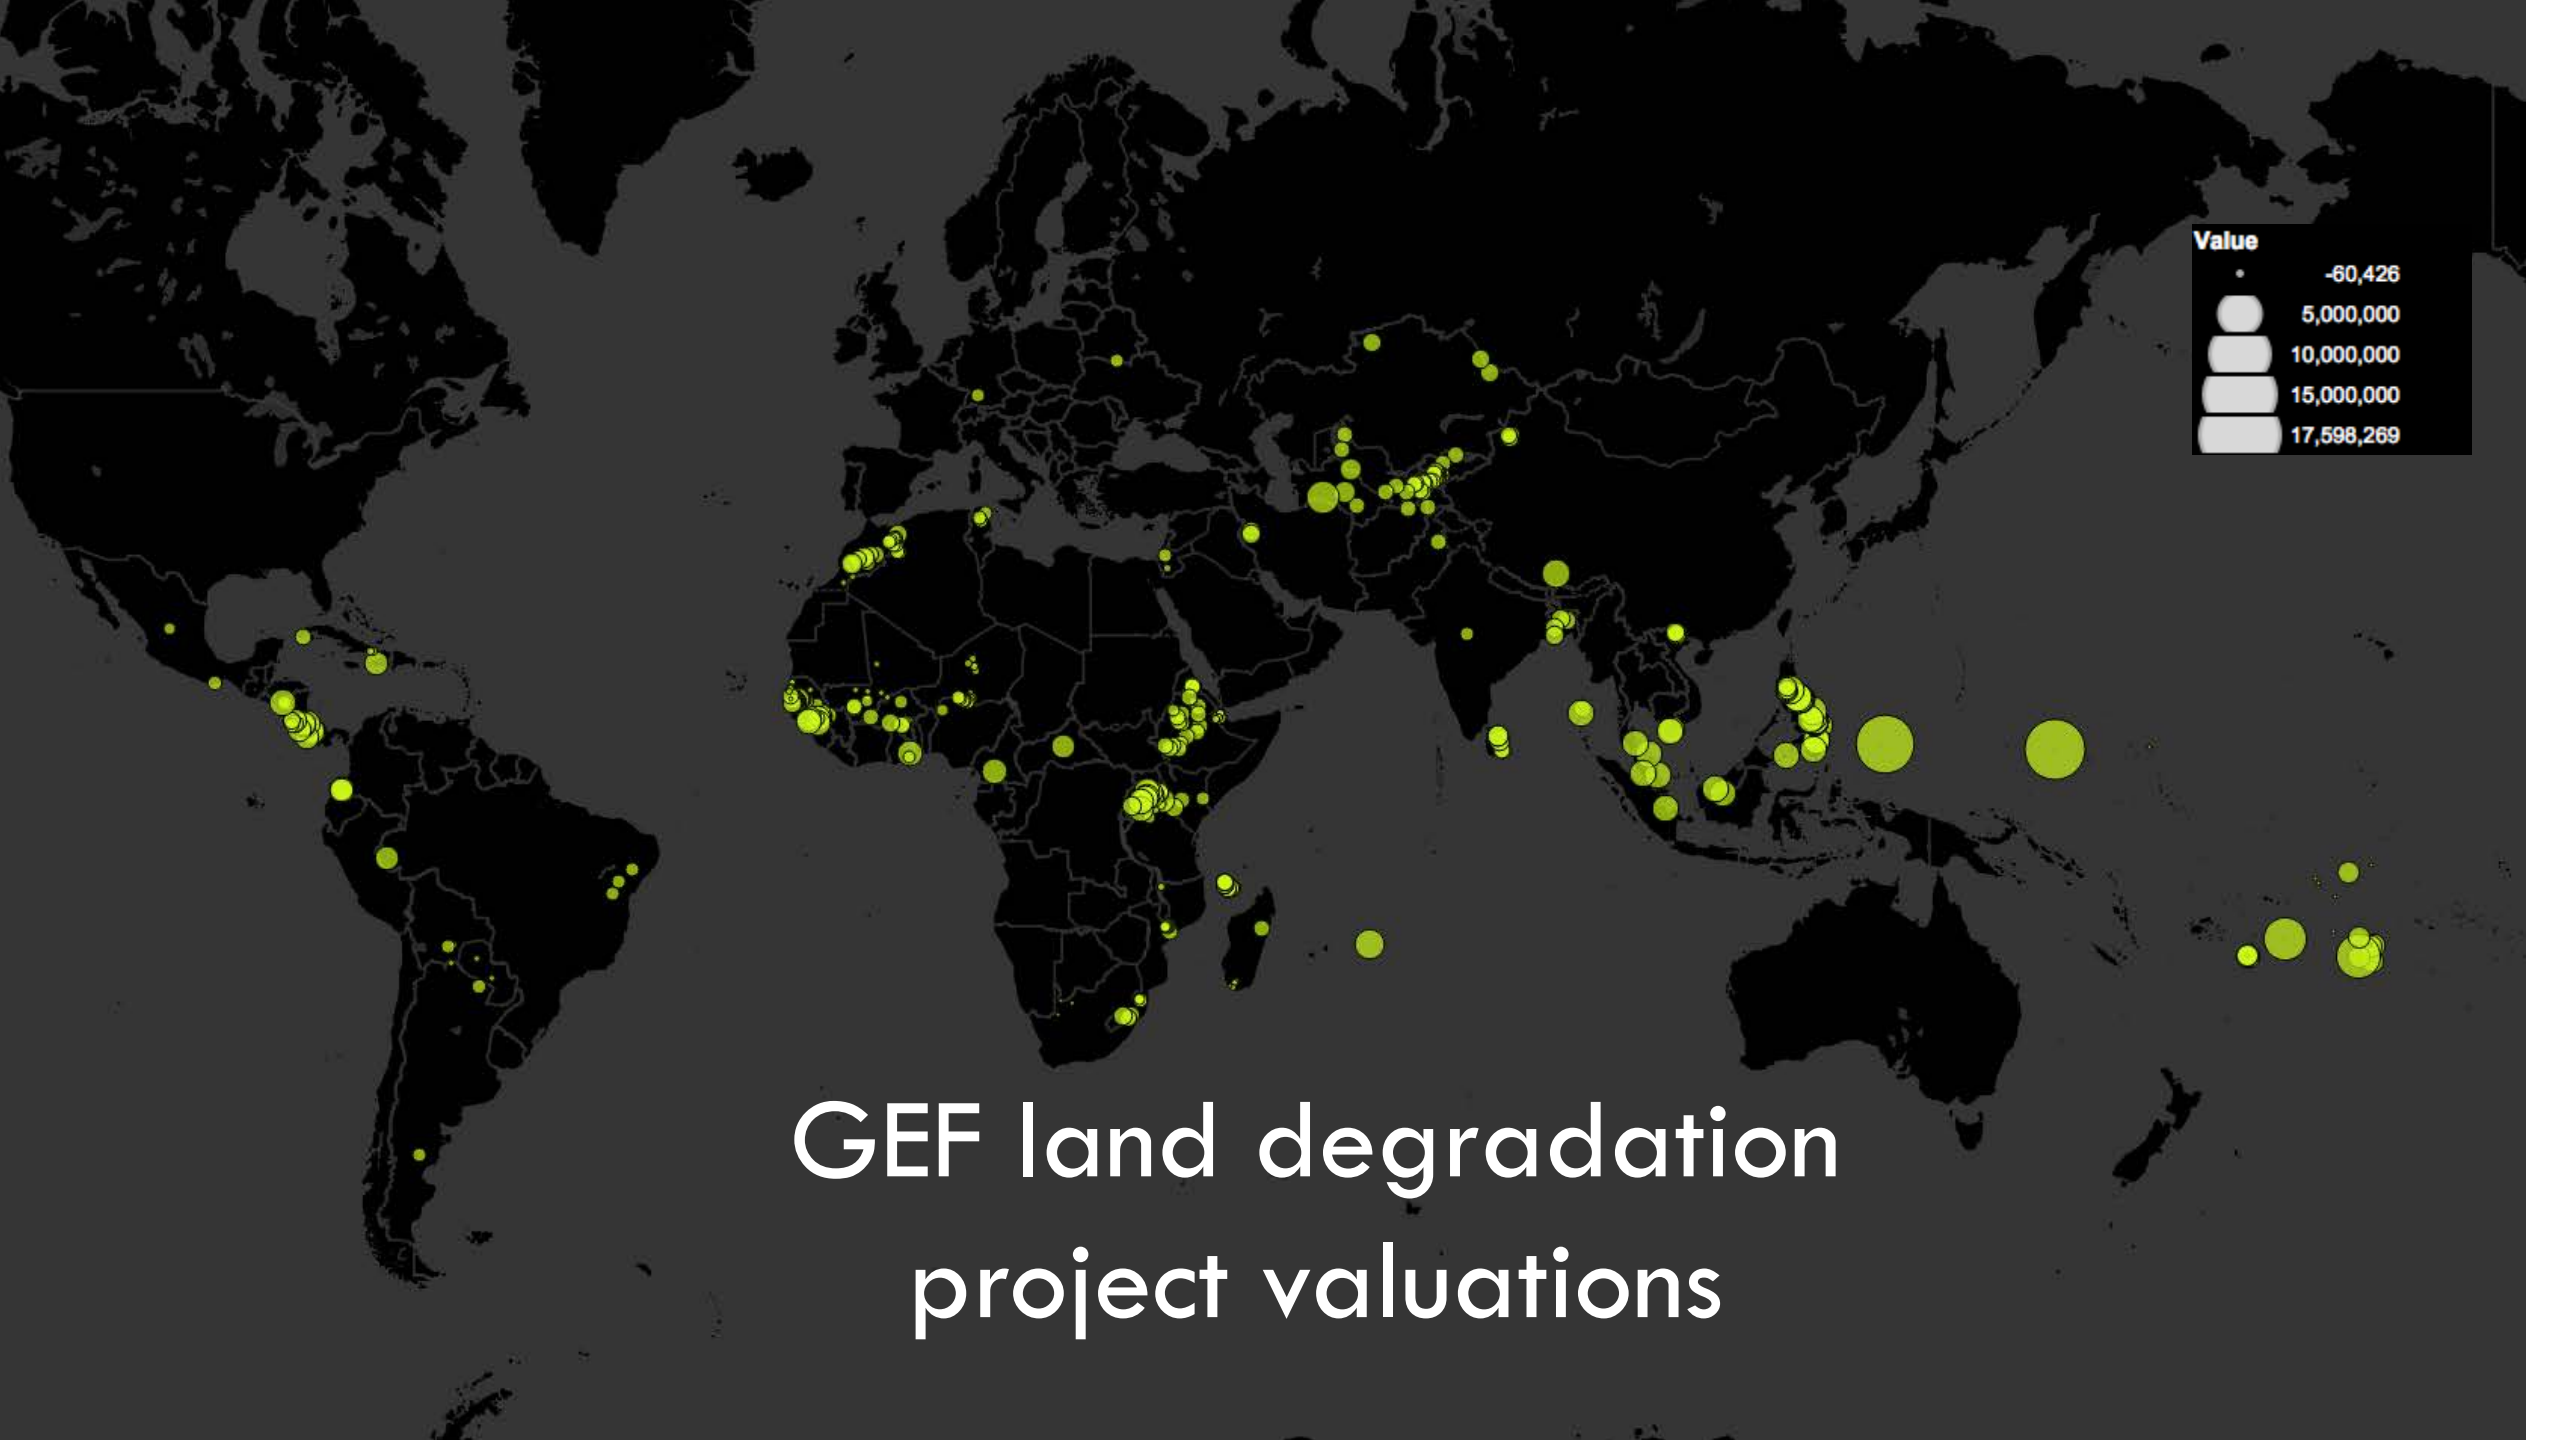 Value
-60,426
5,000,000
10,000,000
15,000,000
17,598,269
GEF land degradation
project valuations